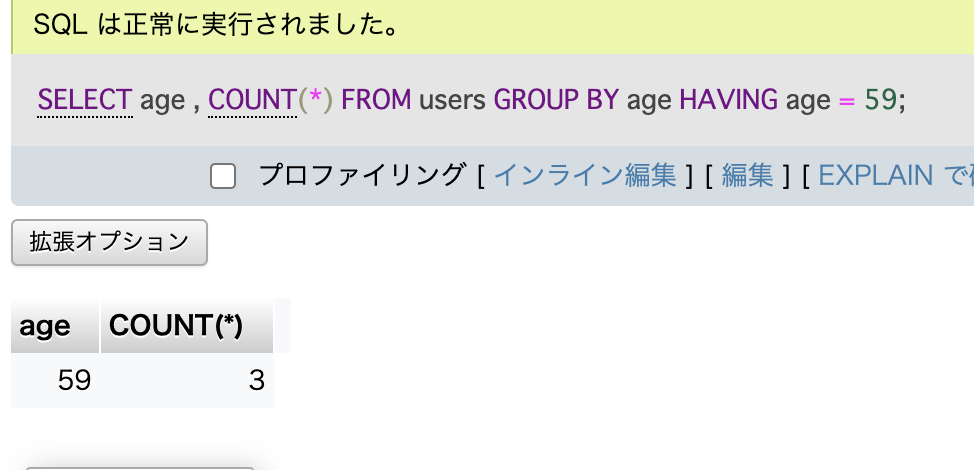 SQL は正常に実行されました。
SELECT age , COUNT(*) FROM users GROUP BY age HAVING age = 59;
プロファイリング [ インライン編集 ] [ 編集 ] [ EXPLAIN で
拡張オプション
age COUNT(*)
59 3